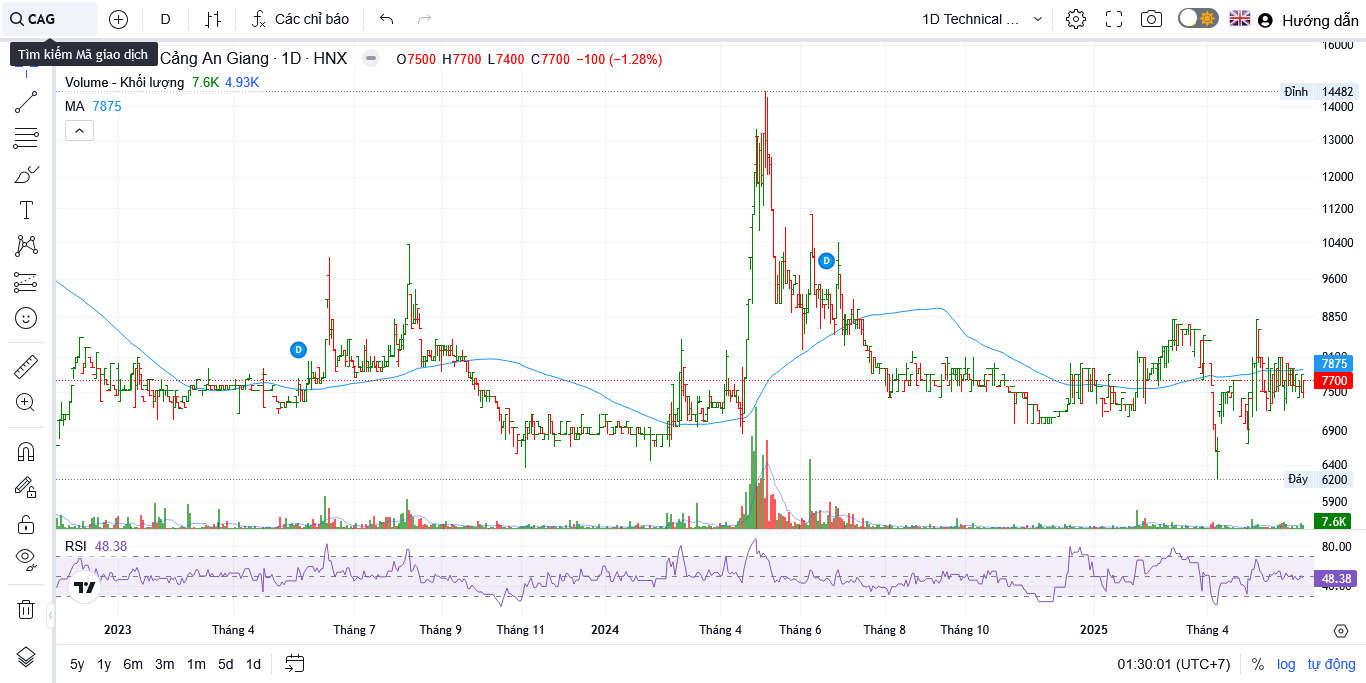 CAG
D
Các chỉ báo
1D Technical ...
Hướng dẫn
Tìm kiếm Mã giao dịch
Cảng An Giang · 1D · HNX
O7500 H7700 L7400 C7700 −100 (−1.28%)
Volume - Khối lượng 7.6K 4.93K
MA 7875
D
D
16000
Đỉnh 14482
14000
13000
12000
11200
10400
9600
8850
8400
7875
7700
7500
6900
6400
Đáy 6200
5900
7.6K
RSI 48.38
80.00
48.38
40.00
2023
Tháng 4
Tháng 7
Tháng 9
Tháng 11
2024
Tháng 4
Tháng 6
Tháng 8
Tháng 10
2025
Tháng 4
5y 1y 6m 3m 1m 5d 1d
01:30:01 (UTC+7)
%
log
tự động